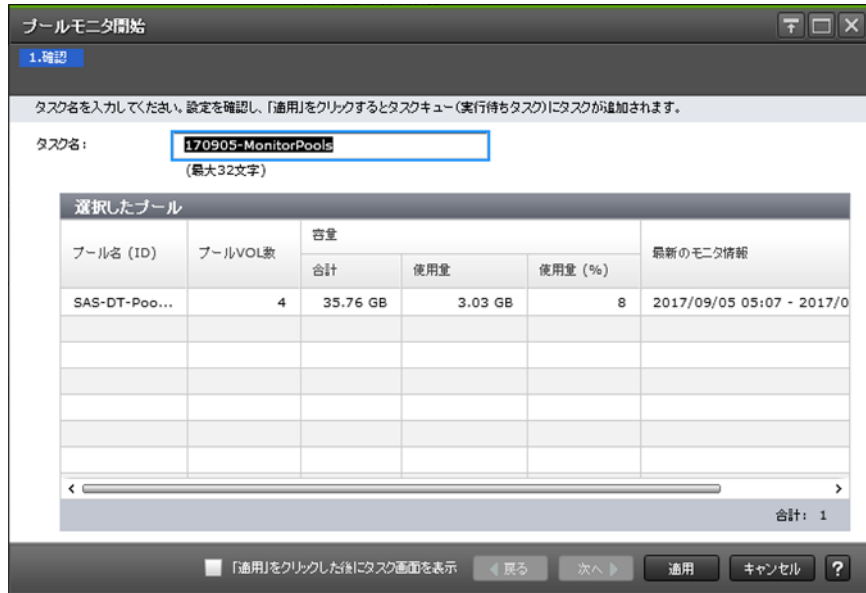 プールモニタ開始
1.確認
タスク名を入力してください。設定を確認し、「適用」をクリックするとタスクキュー(実行待ちタスク)にタスクが追加されます。
タスク名: 170905-MonitorPools
(最大32文字)
選択したプール
プール名 (ID) プールVOL数 容量 最新のモニタ情報
合計 使用量 使用量 (%)
SAS-DT-Poo... 4 35.76 GB 3.03 GB 8 2017/09/05 05:07 - 2017/0
合計: 1
「適用」をクリックした後にタスク画面を表示 戻る 次へ 適用 キャンセル ?